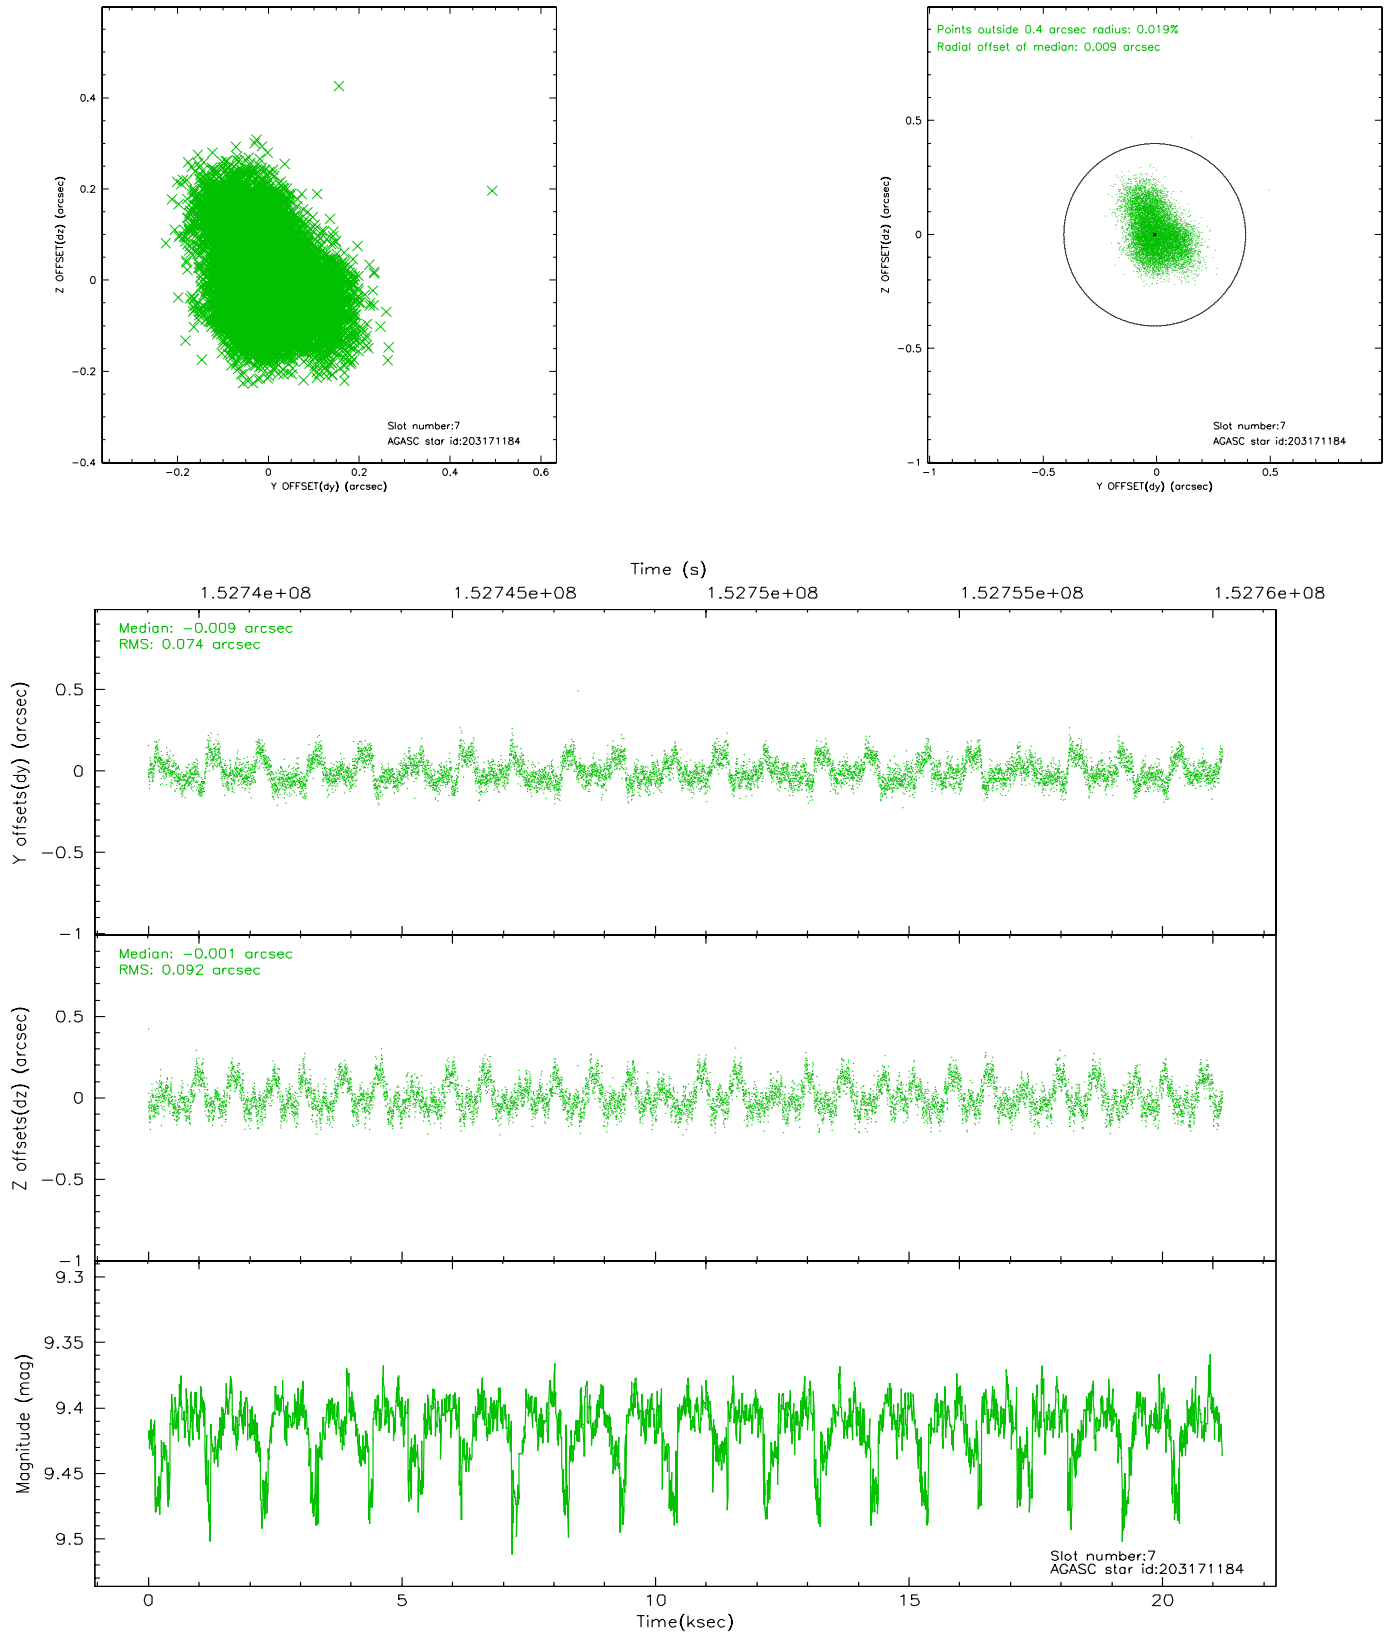 0.4
0.2
0
−0.2
−0.4
Z OFFSET(dz) (arcsec)
Slot number:7
AGASC star id:203171184
−0.2 0 0.2 0.4 0.6
Y OFFSET(dy) (arcsec)
Points outside 0.4 arcsec radius: 0.019%
Radial offset of median: 0.009 arcsec
0.5
0
−0.5
−1
Z OFFSET(dz) (arcsec)
Slot number:7
AGASC star id:203171184
−1 −0.5 0 0.5
Y OFFSET(dy) (arcsec)
Time (s)
1.5274e+08 1.52745e+08 1.5275e+08 1.52755e+08 1.5276e+08
Median: −0.009 arcsec
RMS: 0.074 arcsec
0.5
0
−0.5
−1
Y offsets(dy) (arcsec)
Median: −0.001 arcsec
RMS: 0.092 arcsec
0.5
0
−0.5
−1
Z offsets(dz) (arcsec)
9.3
9.35
9.4
9.45
9.5
Magnitude (mag)
Slot number:7
AGASC star id:203171184
0 5 10 15 20
Time(ksec)